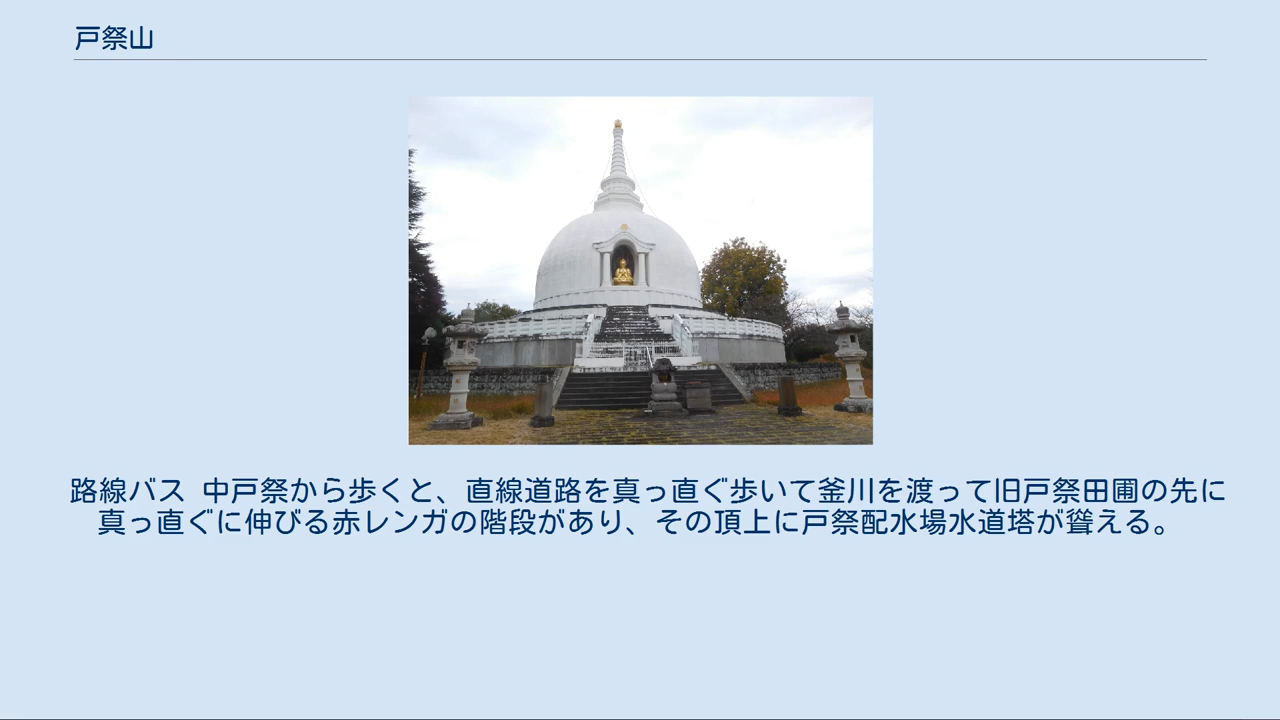 戸祭山
路線バス 中戸祭から歩くと、直線道路を真っ直ぐ歩いて釜川を渡って旧戸祭田圃の先に
真っ直ぐに伸びる赤レンガの階段があり、その頂上に戸祭配水場水道塔が聳える。